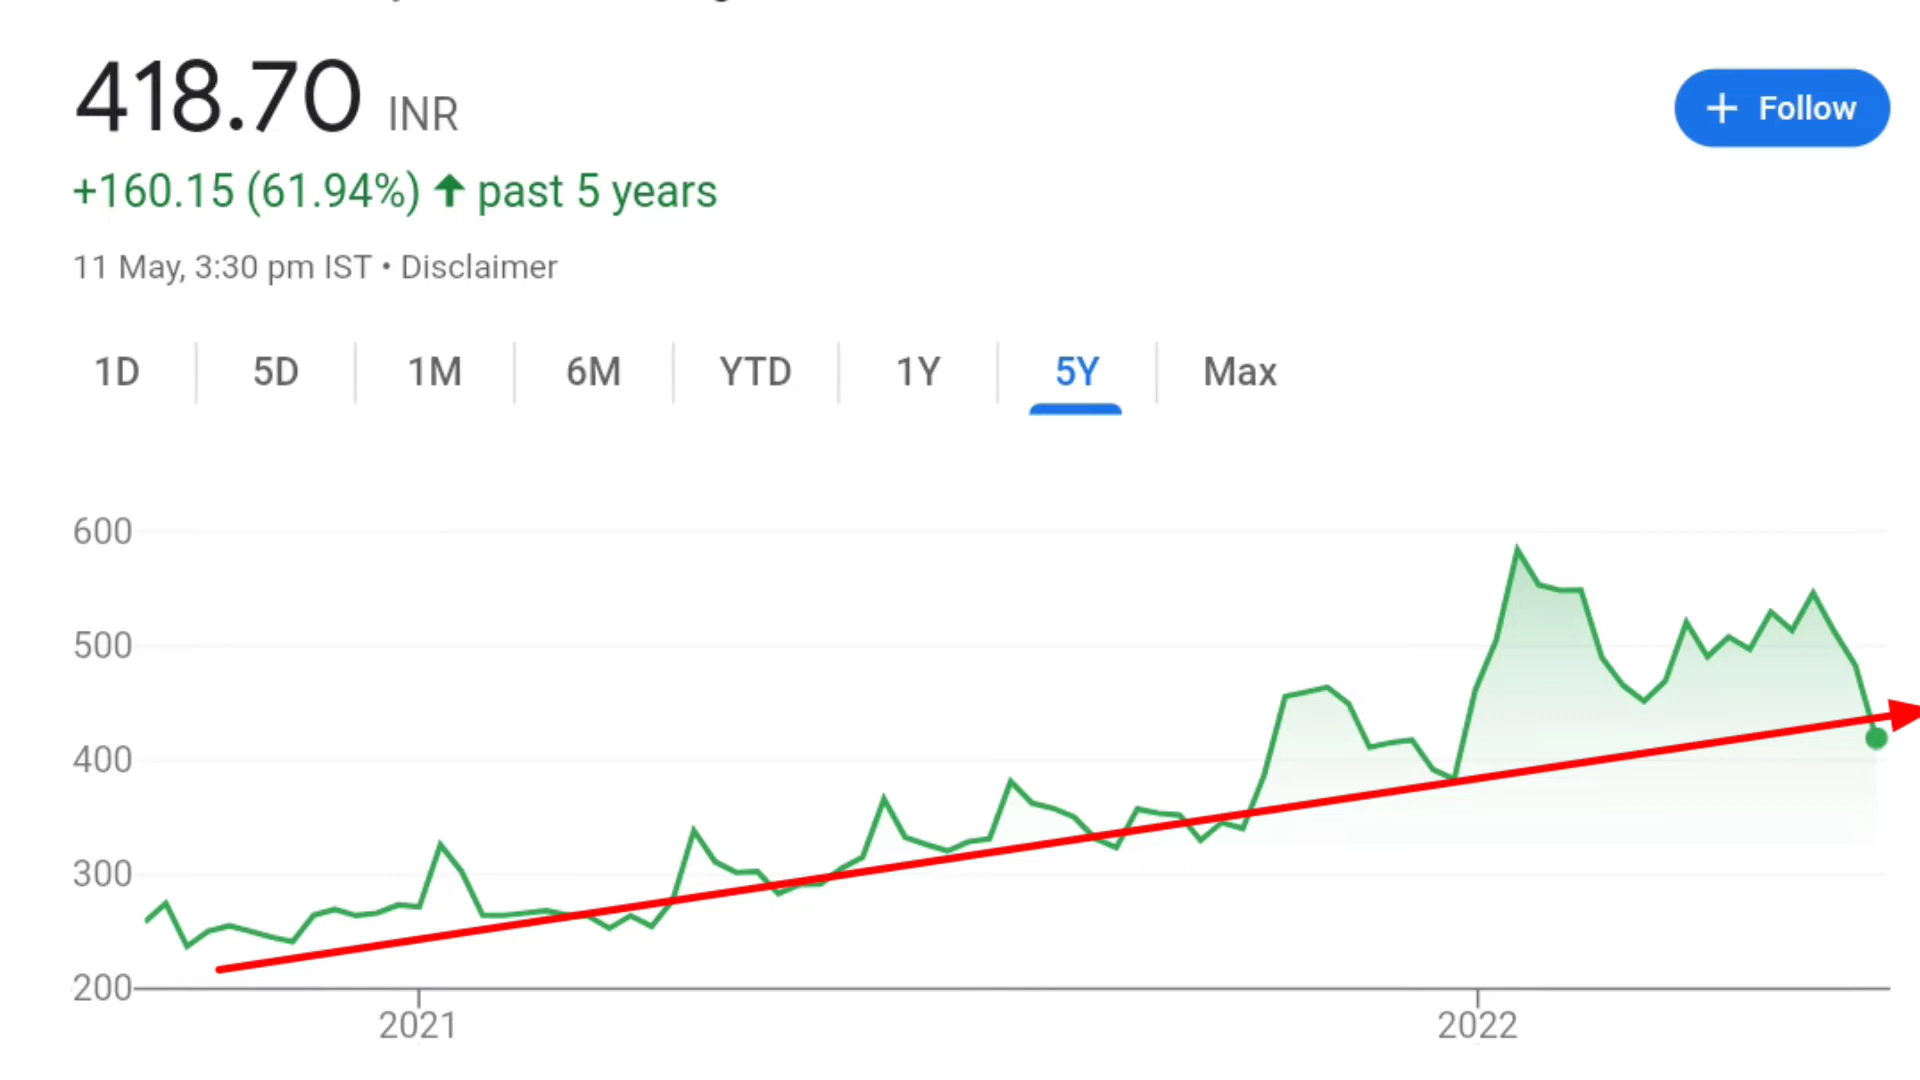 418.70 INR
+ Follow
+160.15 (61.94%) ↑ past 5 years
11 May, 3:30 pm IST • Disclaimer
1D 5D 1M 6M YTD 1Y 5Y Max
600
500
400
300
200
2021 2022